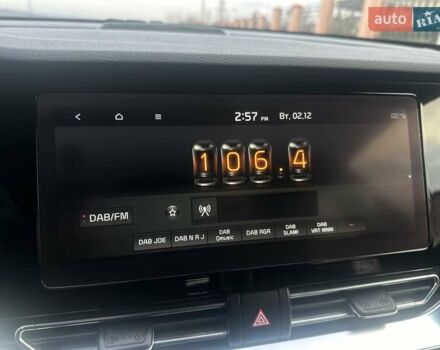 auto RIA
2:57 PM Вт, 02.12
106.4
DAB/FM
DAB JOE DAB N R J DAB Qmusic DAB RGR DAB SLAM! DAB VRT MNM